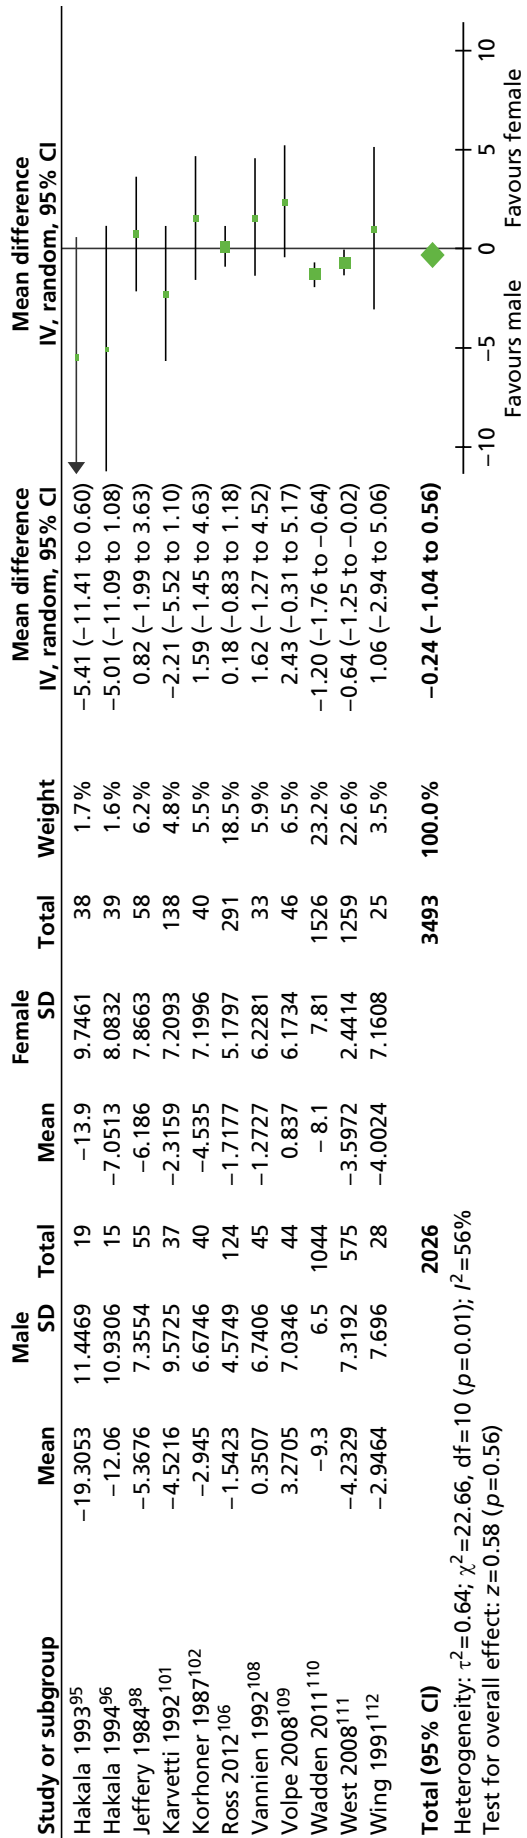 Male Female Mean difference Mean difference
Study or subgroup Mean SD Total Mean SD Total Weight IV, random, 95% CI IV, random, 95% CI
Hakala 1993⁹⁵ −19.3053 11.4469 19 −13.9 9.7461 38 1.7% −5.41 (−11.41 to 0.60)
Hakala 1994⁹⁶ −12.06 10.9306 15 −7.0513 8.0832 39 1.6% −5.01 (−11.09 to 1.08)
Jeffery 1984⁹⁸ −5.3676 7.3554 55 −6.186 7.8663 58 6.2% 0.82 (−1.99 to 3.63)
Karvetti 1992¹⁰¹ −4.5216 9.5725 37 −2.3159 7.2093 138 4.8% −2.21 (−5.52 to 1.10)
Korhoner 1987¹⁰² −2.945 6.6746 40 −4.535 7.1996 40 5.5% 1.59 (−1.45 to 4.63)
Ross 2012¹⁰⁶ −1.5423 4.5749 124 −1.7177 5.1797 291 18.5% 0.18 (−0.83 to 1.18)
Vannien 1992¹⁰⁸ 0.3507 6.7406 45 −1.2727 6.2281 33 5.9% 1.62 (−1.27 to 4.52)
Volpe 2008¹⁰⁹ 3.2705 7.0346 44 0.837 6.1734 46 6.5% 2.43 (−0.31 to 5.17)
Wadden 2011¹¹⁰ −9.3 6.5 1044 − 8.1 7.81 1526 23.2% −1.20 (−1.76 to −0.64)
West 2008¹¹¹ −4.2329 7.3192 575 −3.5972 2.4414 1259 22.6% −0.64 (−1.25 to −0.02)
Wing 1991¹¹² −2.9464 7.696 28 −4.0024 7.1608 25 3.5% 1.06 (−2.94 to 5.06)
Total (95% CI) 2026 3493 100.0% −0.24 (−1.04 to 0.56)
Heterogeneity: τ²=0.64; χ²=22.66, df=10 (p=0.01); I²=56%
Test for overall effect: z=0.58 (p=0.56)
−10 −5 0 5 10
Favours male Favours female